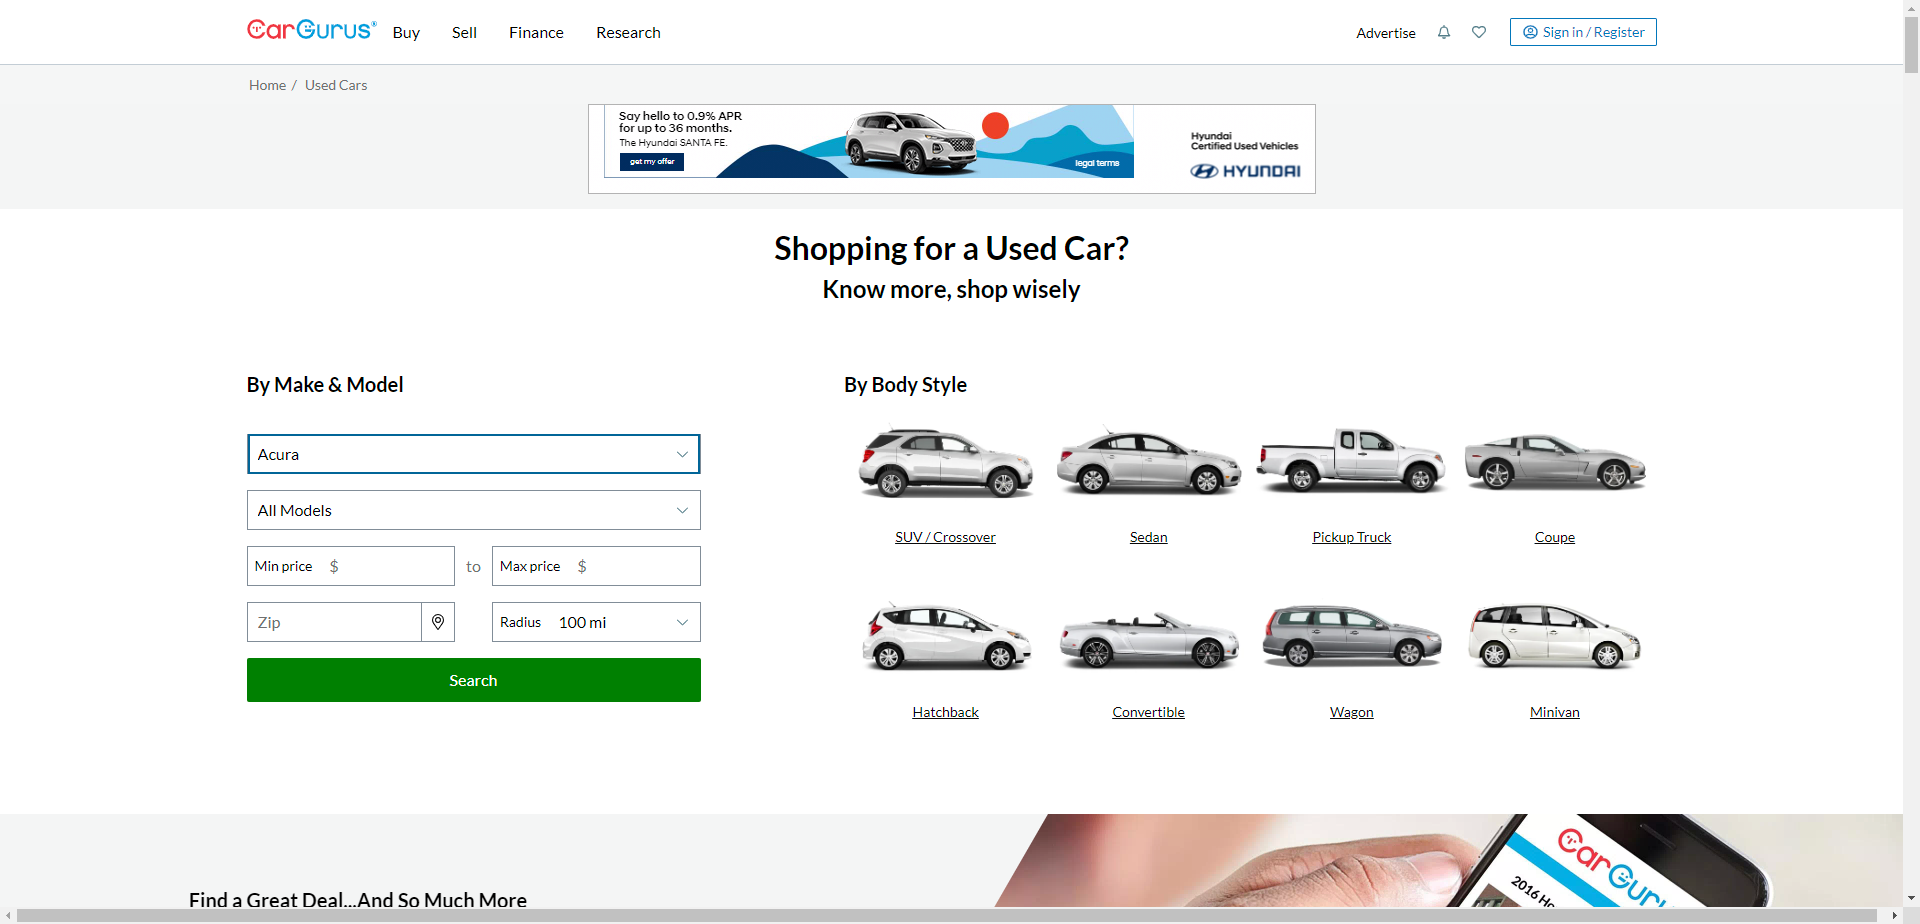 CarGurus®
Buy
Sell
Finance
Research
Advertise
Sign in / Register
Home / Used Cars
Say hello to 0.9% APR
for up to 36 months.
The Hyundai SANTA FE.
get my offer
legal terms
Hyundai
Certified Used Vehicles
HYUNDAI
Shopping for a Used Car?
Know more, shop wisely
By Make & Model
Acura
All Models
Min price $ to Max price $
Zip
Radius 100 mi
Search
By Body Style
SUV / Crossover
Sedan
Pickup Truck
Coupe
Hatchback
Convertible
Wagon
Minivan
Find a Great Deal...And So Much More
CarGuru
2016 Ho